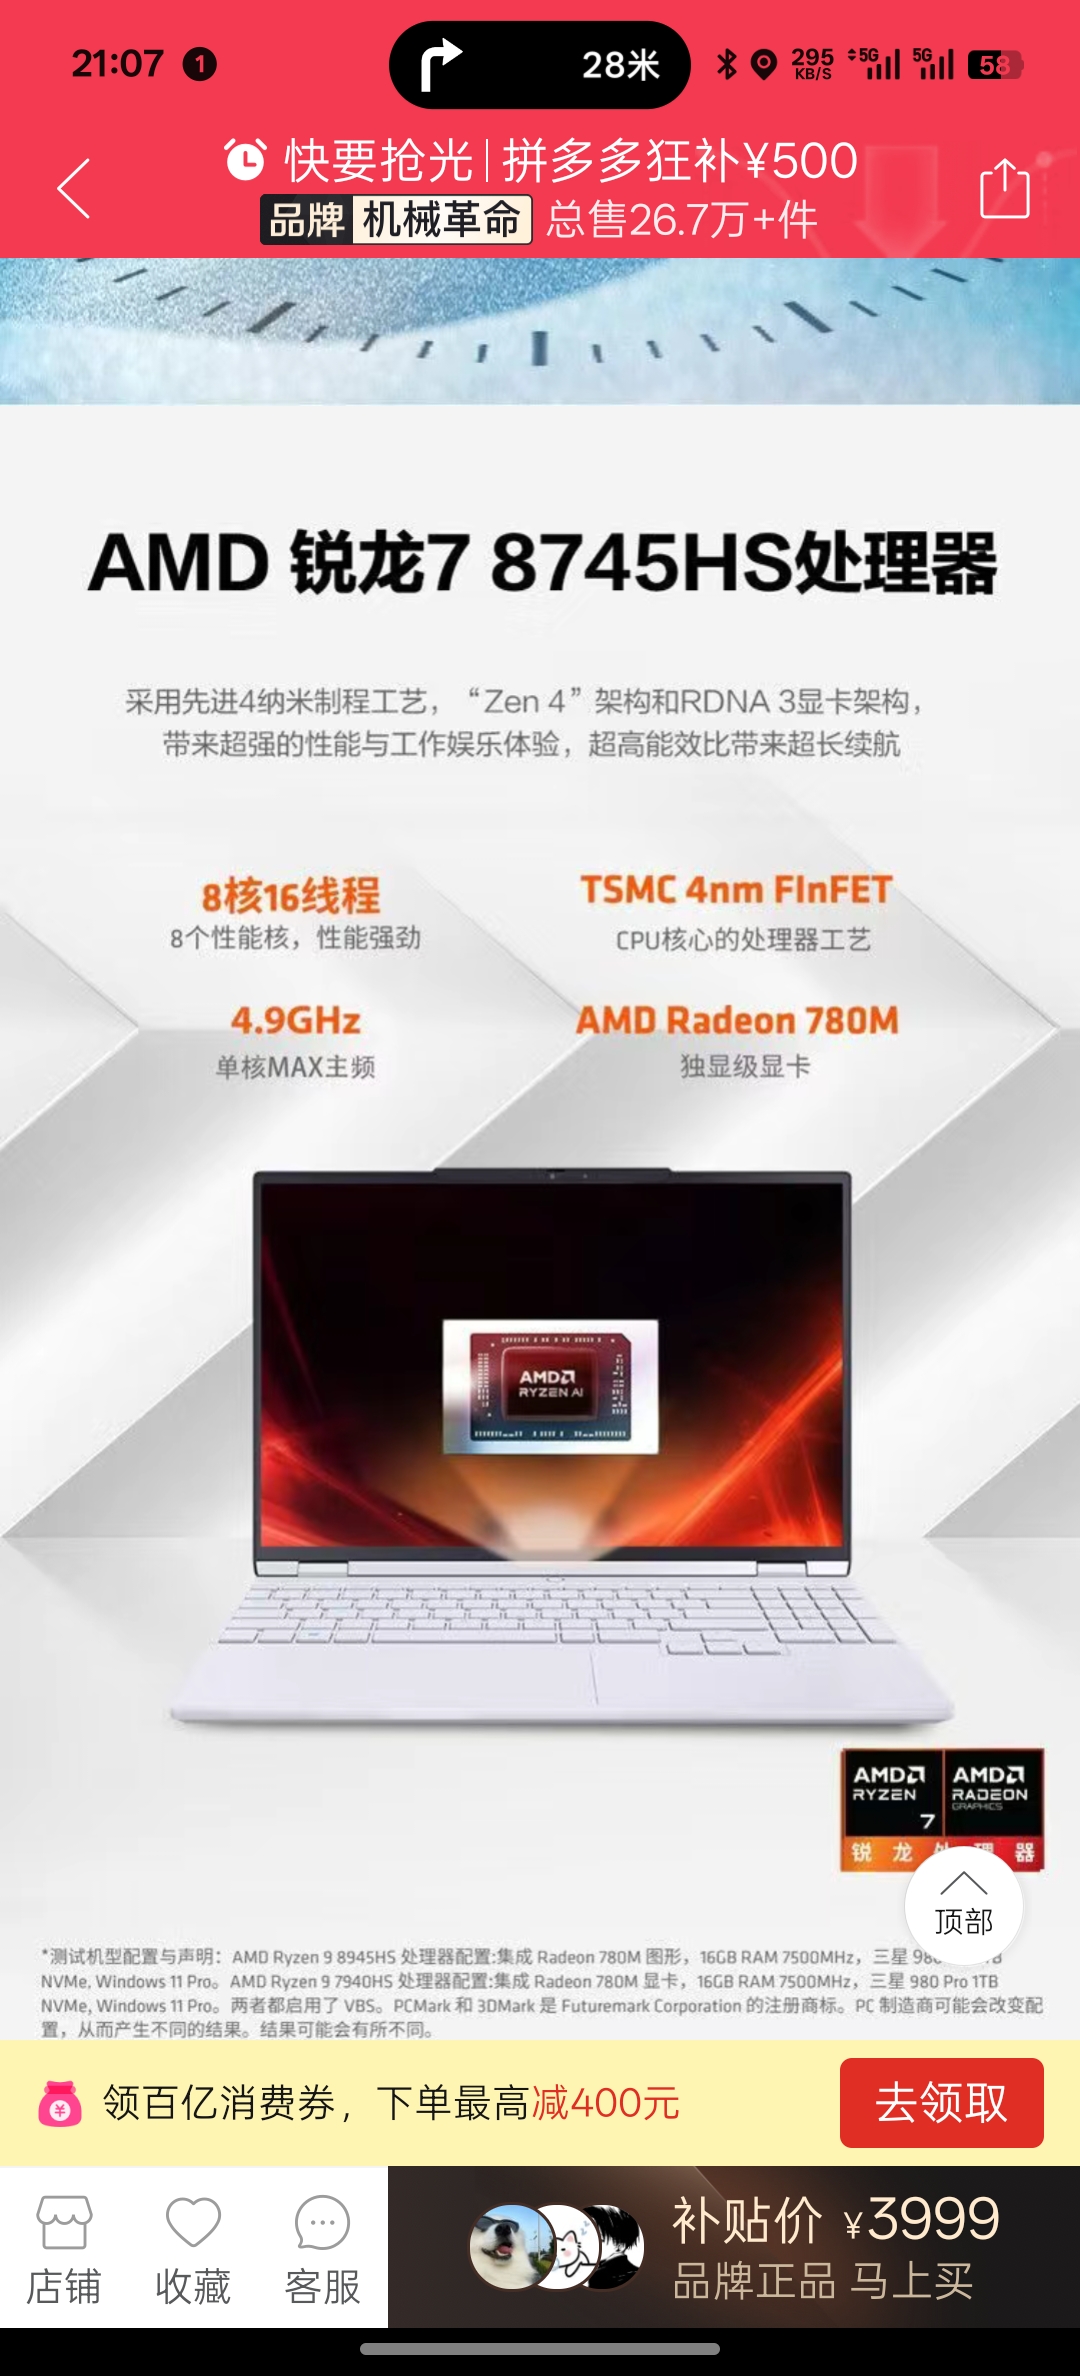 21:07 1 28米 295 KB/S 5G 5G 58
快要抢光|拼多多狂补¥500
品牌 机械革命 总售26.7万+件
AMD 锐龙7 8745HS处理器
采用先进4纳米制程工艺，“Zen 4”架构和RDNA 3显卡架构，
带来超强的性能与工作娱乐体验，超高能效比带来超长续航
8核16线程
8个性能核，性能强劲
TSMC 4nm FInFET
CPU核心的处理器工艺
4.9GHz
单核MAX主频
AMD Radeon 780M
独显级显卡
AMD
RYZEN AI
AMD
RYZEN
7
AMD
RADEON
GRAPHICS
锐 龙 处 理 器
顶部
*测试机型配置与声明：AMD Ryzen 9 8945HS 处理器配置:集成 Radeon 780M 图形，16GB RAM 7500MHz，三星
NVMe, Windows 11 Pro。AMD Ryzen 9 7940HS 处理器配置:集成 Radeon 780M 显卡，16GB RAM 7500MHz，三星 980 Pro 1TB
NVMe, Windows 11 Pro。两者都启用了 VBS。PCMark 和 3DMark 是 Futuremark Corporation 的注册商标。PC 制造商可能会改变配
置，从而产生不同的结果。结果可能会有所不同。
领百亿消费券，下单最高减400元
去领取
店铺
收藏
客服
补贴价 ¥3999
品牌正品 马上买